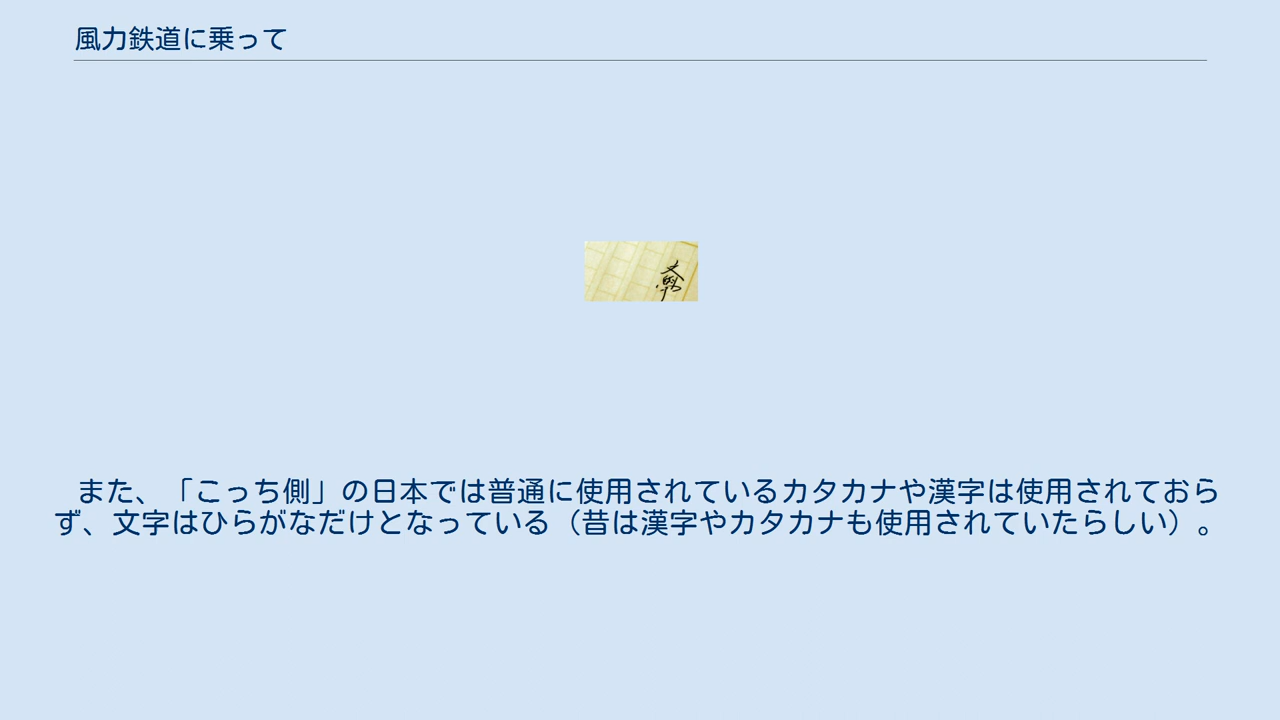 風力鉄道に乗って
また、「こっち側」の日本では普通に使用されているカタカナや漢字は使用されておら
ず、文字はひらがなだけとなっている（昔は漢字やカタカナも使用されていたらしい）。